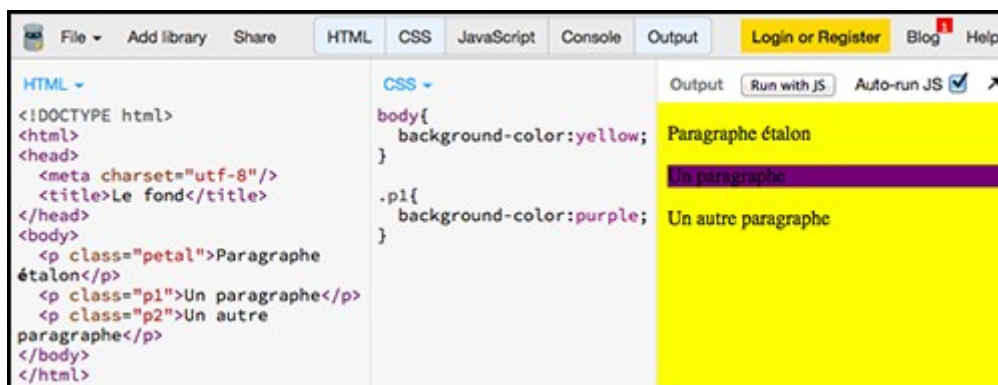 File Add library Share HTML CSS JavaScript Console Output Login or Register Blog 1 Help
HTML
<!DOCTYPE html>
<html>
<head>
<meta charset="utf-8"/>
<title>Le fond</title>
</head>
<body>
<p class="petal">Paragraphe
étalon</p>
<p class="p1">Un paragraphe</p>
<p class="p2">Un autre
paragraphe</p>
</body>
</html>
CSS
body{
background-color:yellow;
}
.p1{
background-color:purple;
}
Output Run with JS Auto-run JS
Paragraphe étalon
Un paragraphe
Un autre paragraphe